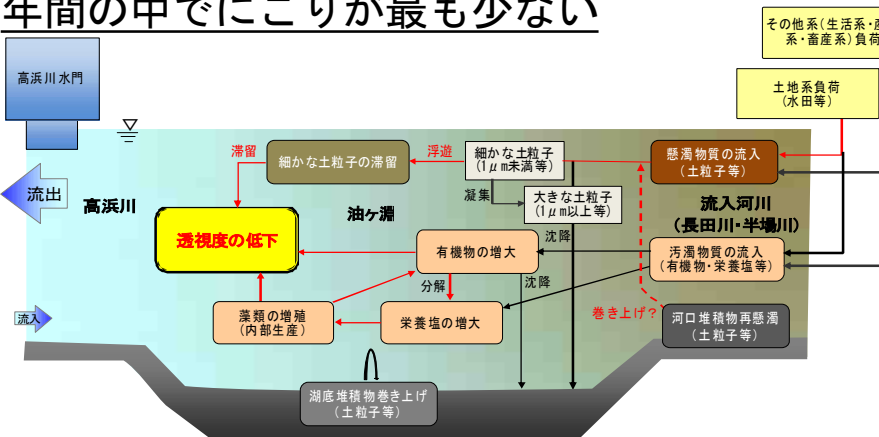 年間の中でにごりが最も少ない
その他系(生活系・産
系・畜産系)負荷
高浜川水門
土地系負荷
(水田等)
滞留
細かな土粒子の滞留
浮遊
細かな土粒子
(1μm未満等)
懸濁物質の流入
(土粒子等)
凝集
大きな土粒子
(1μm以上等)
流出
高浜川
油ヶ淵
流入河川
(長田川・半場川)
透視度の低下
有機物の増大
沈降
汚濁物質の流入
(有機物・栄養塩等)
分解
沈降
流入
藻類の増殖
(内部生産)
栄養塩の増大
巻き上げ?
河口堆積物再懸濁
(土粒子等)
湖底堆積物巻き上げ
(土粒子等)